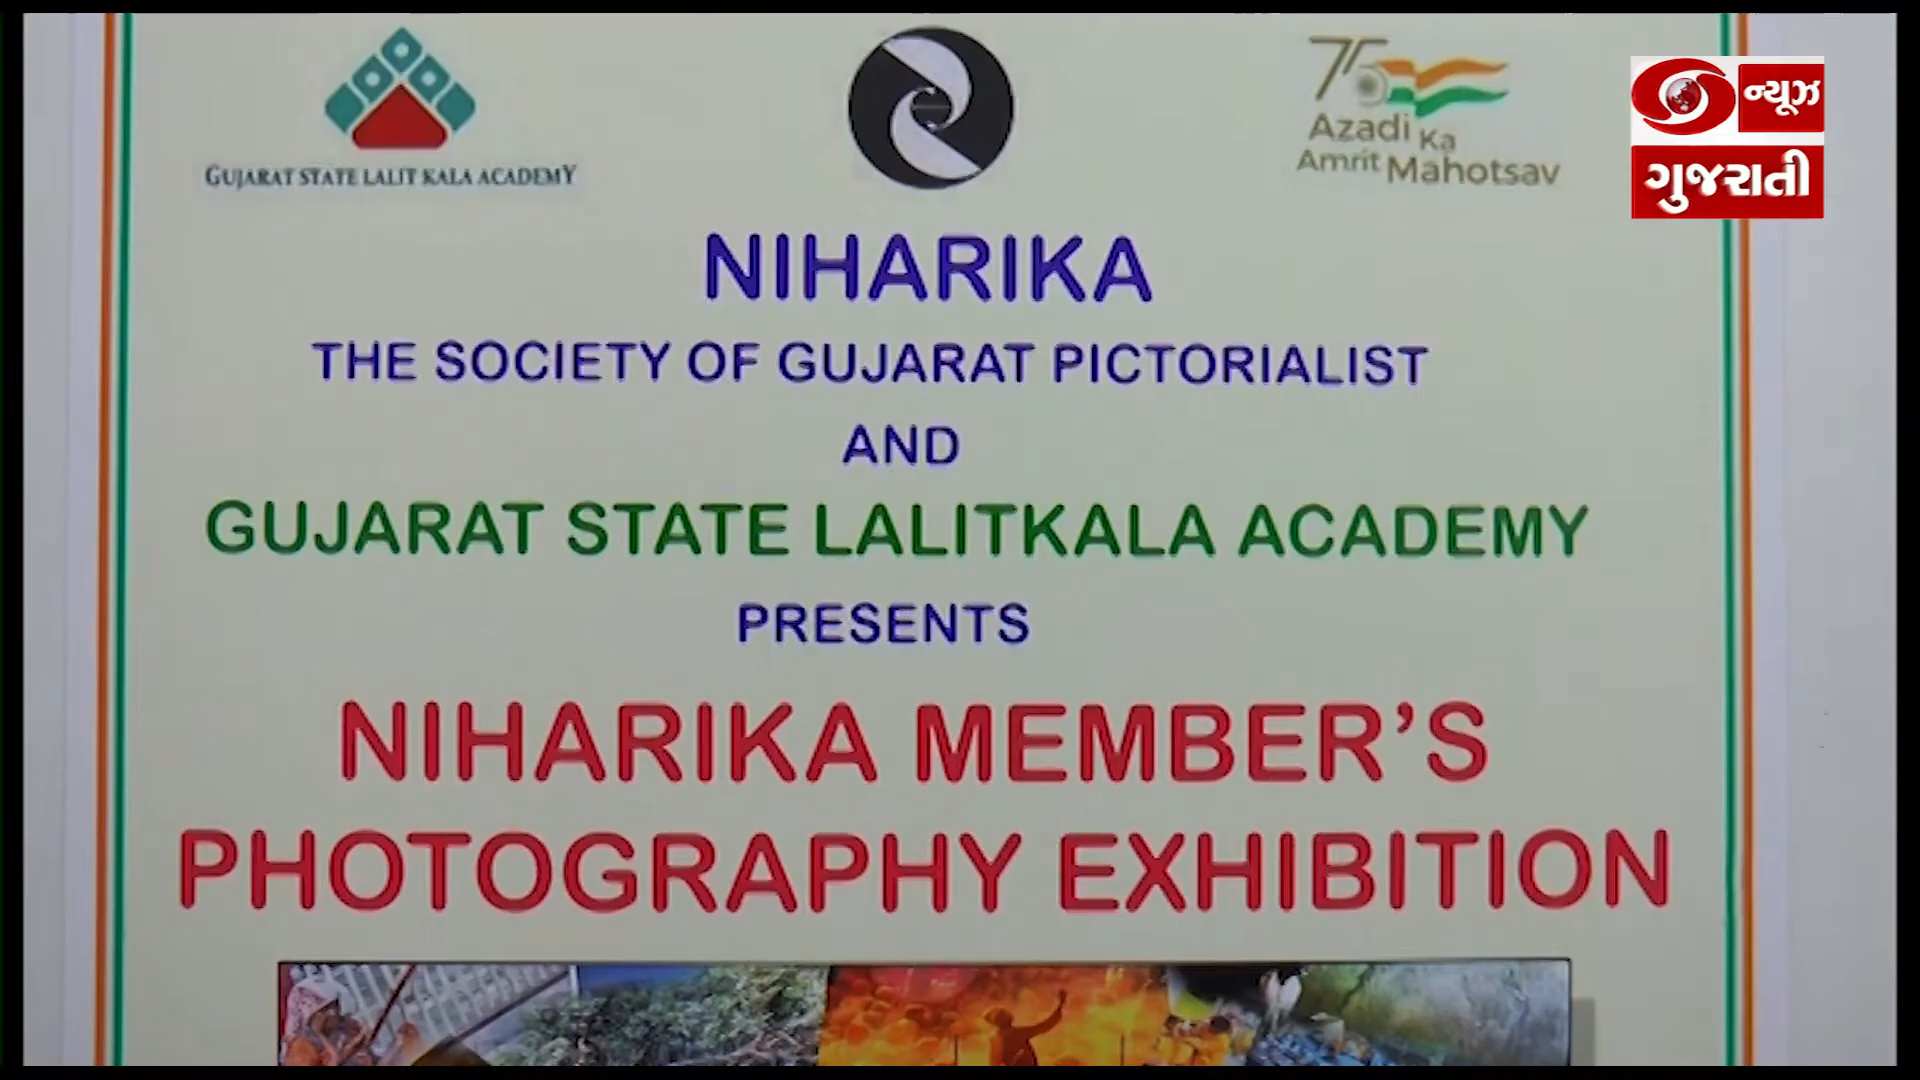 GUJARAT STATE LALIT KALA ACADEMY
75
Azadi Ka
Amrit Mahotsav
ન્યૂઝ
ગુજરાતી
NIHARIKA
THE SOCIETY OF GUJARAT PICTORIALIST
AND
GUJARAT STATE LALITKALA ACADEMY
PRESENTS
NIHARIKA MEMBER'S
PHOTOGRAPHY EXHIBITION